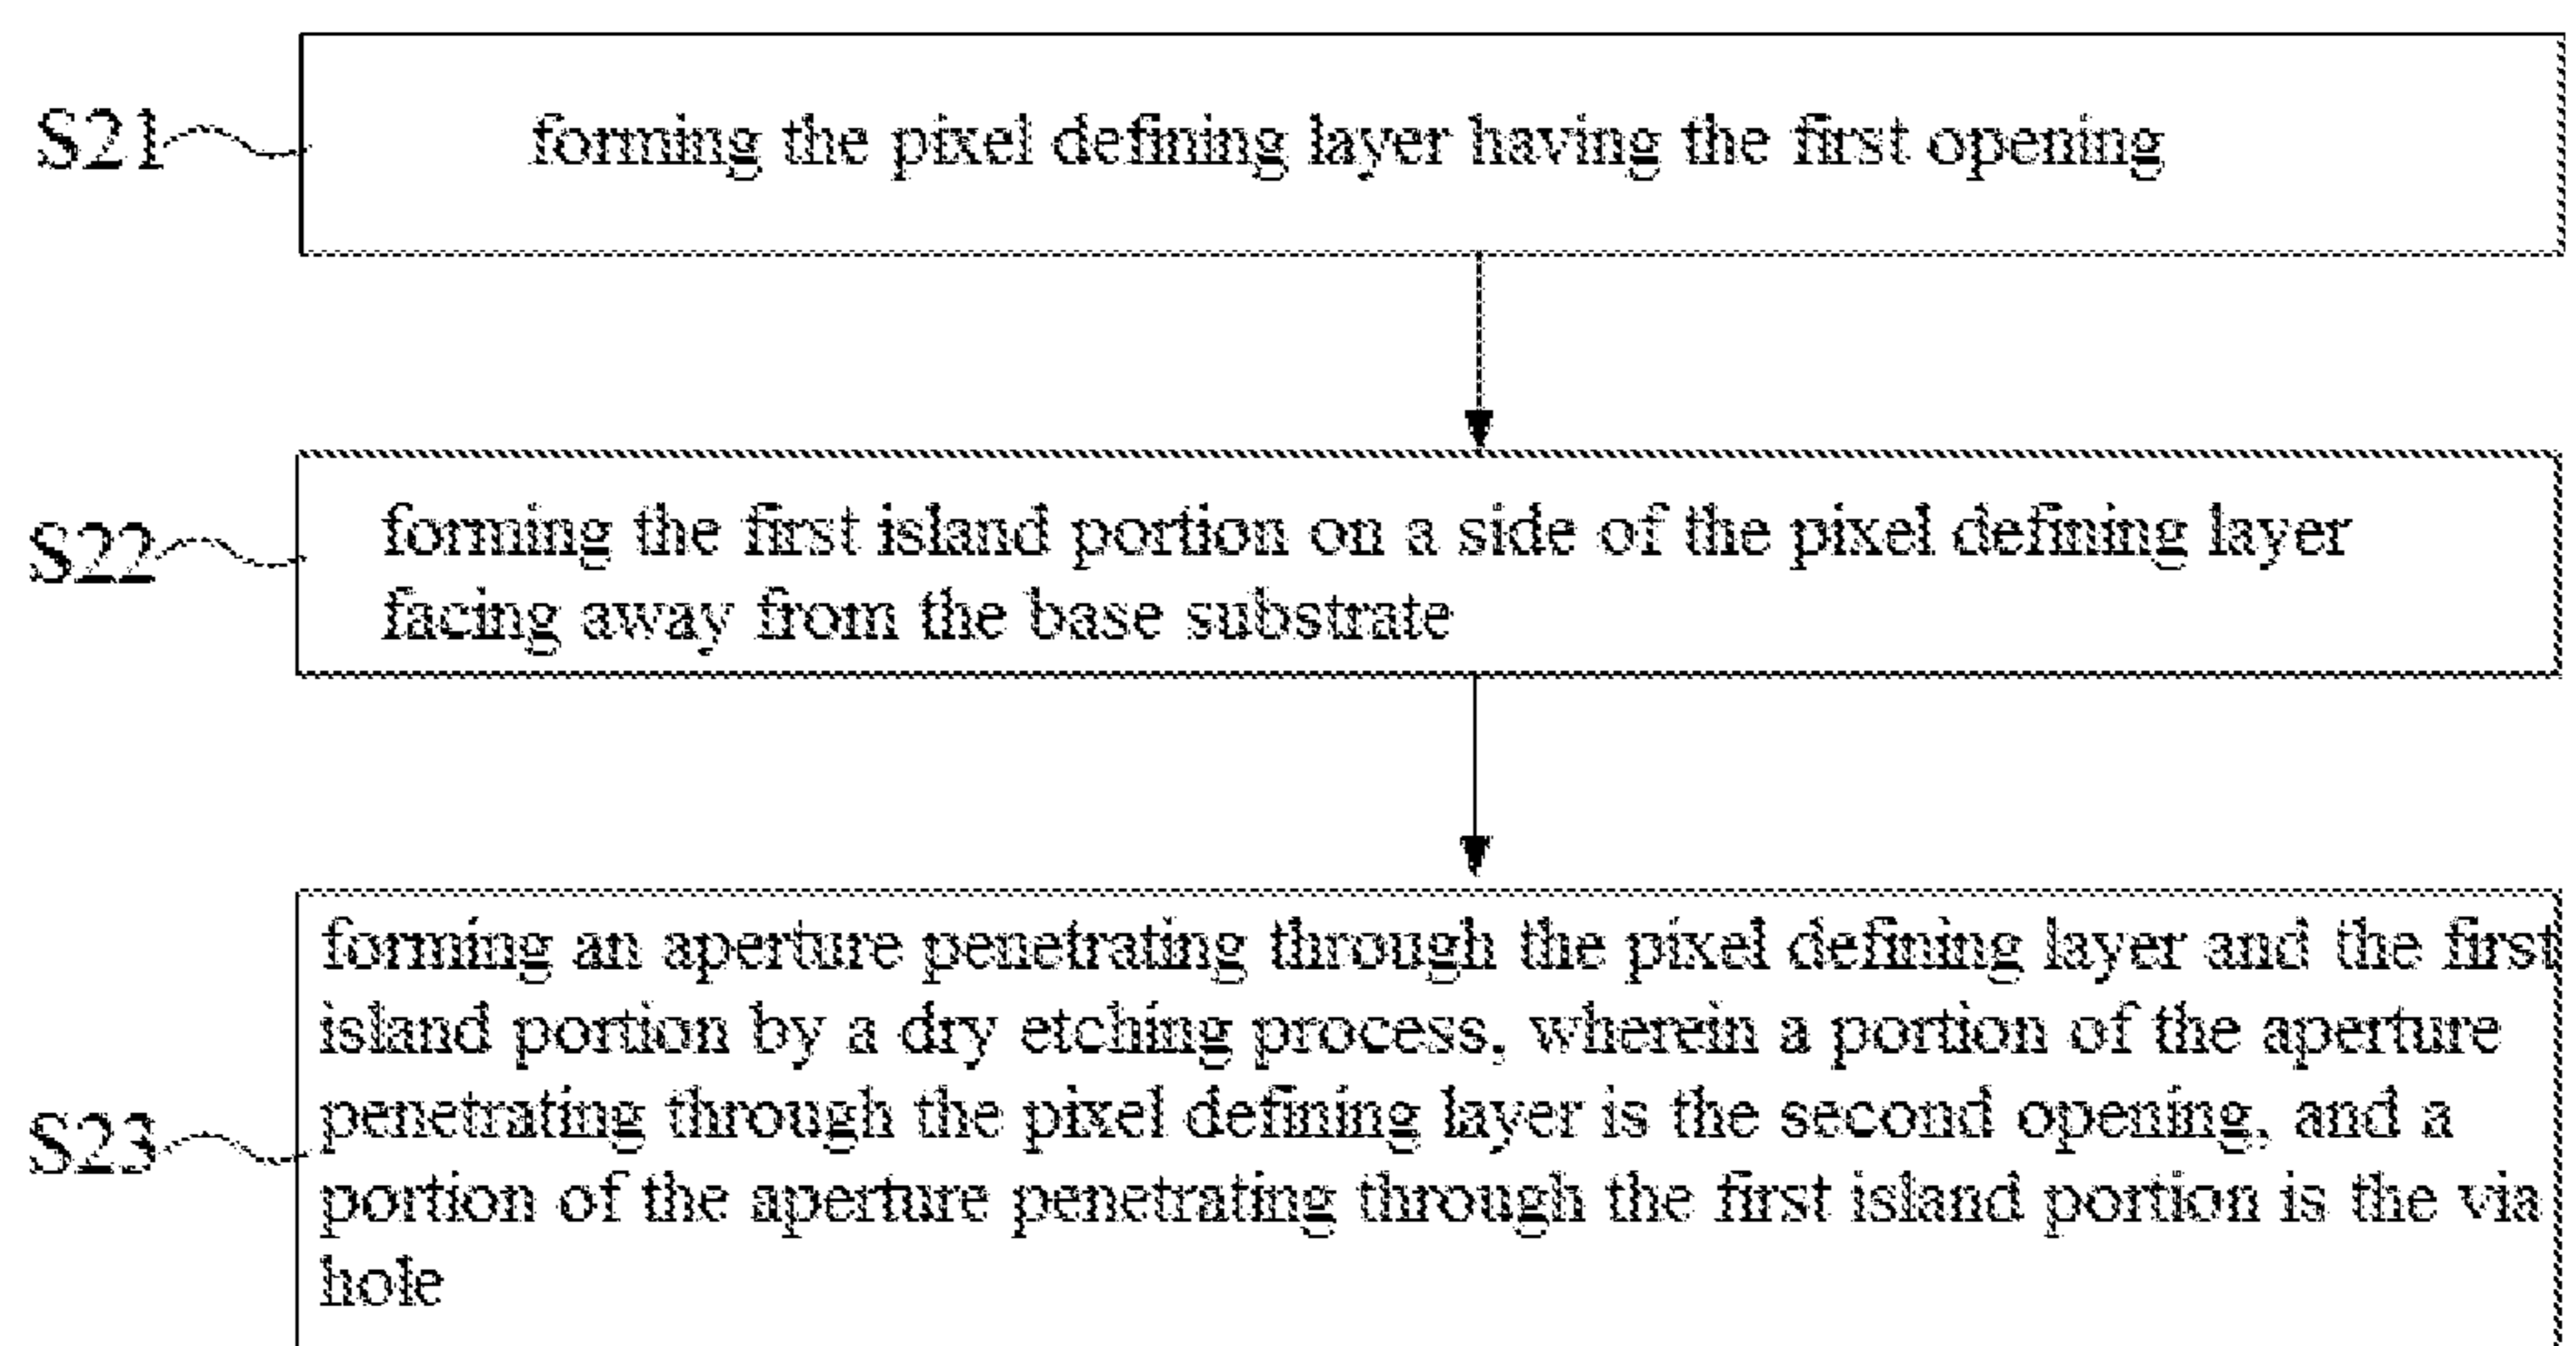 S21
forming the pixel defining layer having the first opening
S22
forming the first island portion on a side of the pixel defining layer
facing away from the base substrate
S23
forming an aperture penetrating through the pixel defining layer and the first
island portion by a dry etching process, wherein a portion of the aperture
penetrating through the pixel defining layer is the second opening, and a
portion of the aperture penetrating through the first island portion is the via
hole